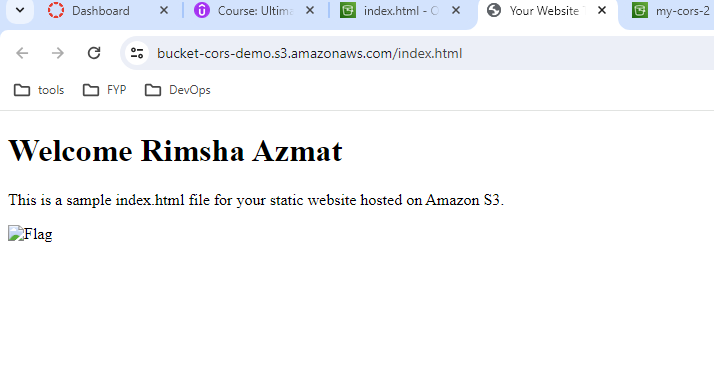 Dashboard
Course: Ultima
index.html - O
Your Website
my-cors-2
bucket-cors-demo.s3.amazonaws.com/index.html
tools
FYP
DevOps
Welcome Rimsha Azmat
This is a sample index.html file for your static website hosted on Amazon S3.
Flag